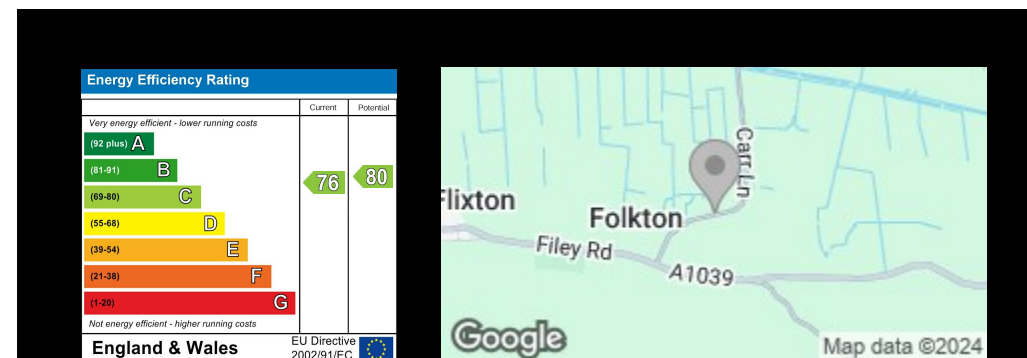 Energy Efficiency Rating
Current Potential
Very energy efficient - lower running costs
(92 plus) A
(81-91) B
(69-80) C
(55-68) D
(39-54) E
(21-38) F
(1-20) G
76
80
Not energy efficient - higher running costs
England & Wales
EU Directive
2002/91/EC
Carr Ln
Flixton
Folkton
Filey Rd
A1039
Google
Map data ©2024